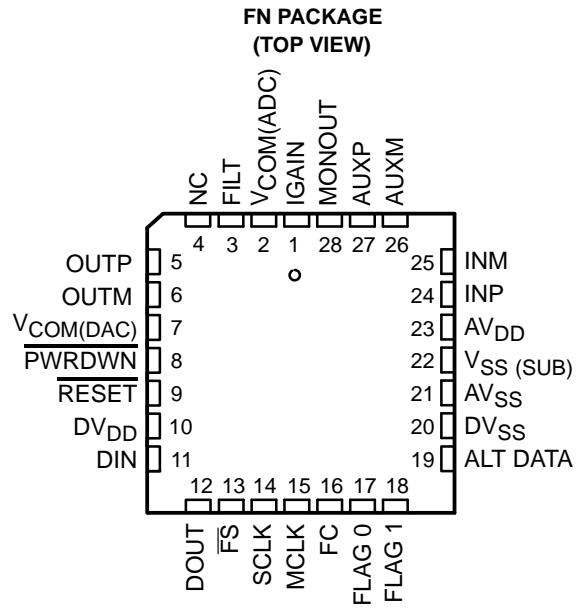 FN PACKAGE
(TOP VIEW)
NC
FILT
VCOM(ADC)
IGAIN
MONOUT
AUXP
AUXM
4 3 2 1 28 27 26
OUTP 5
OUTM 6
VCOM(DAC) 7
PWRDWN 8
RESET 9
DVDD 10
DIN 11
25 INM
24 INP
23 AVDD
22 VSS (SUB)
21 AVSS
20 DVSS
19 ALT DATA
12 13 14 15 16 17 18
DOUT
FS
SCLK
MCLK
FC
FLAG 0
FLAG 1